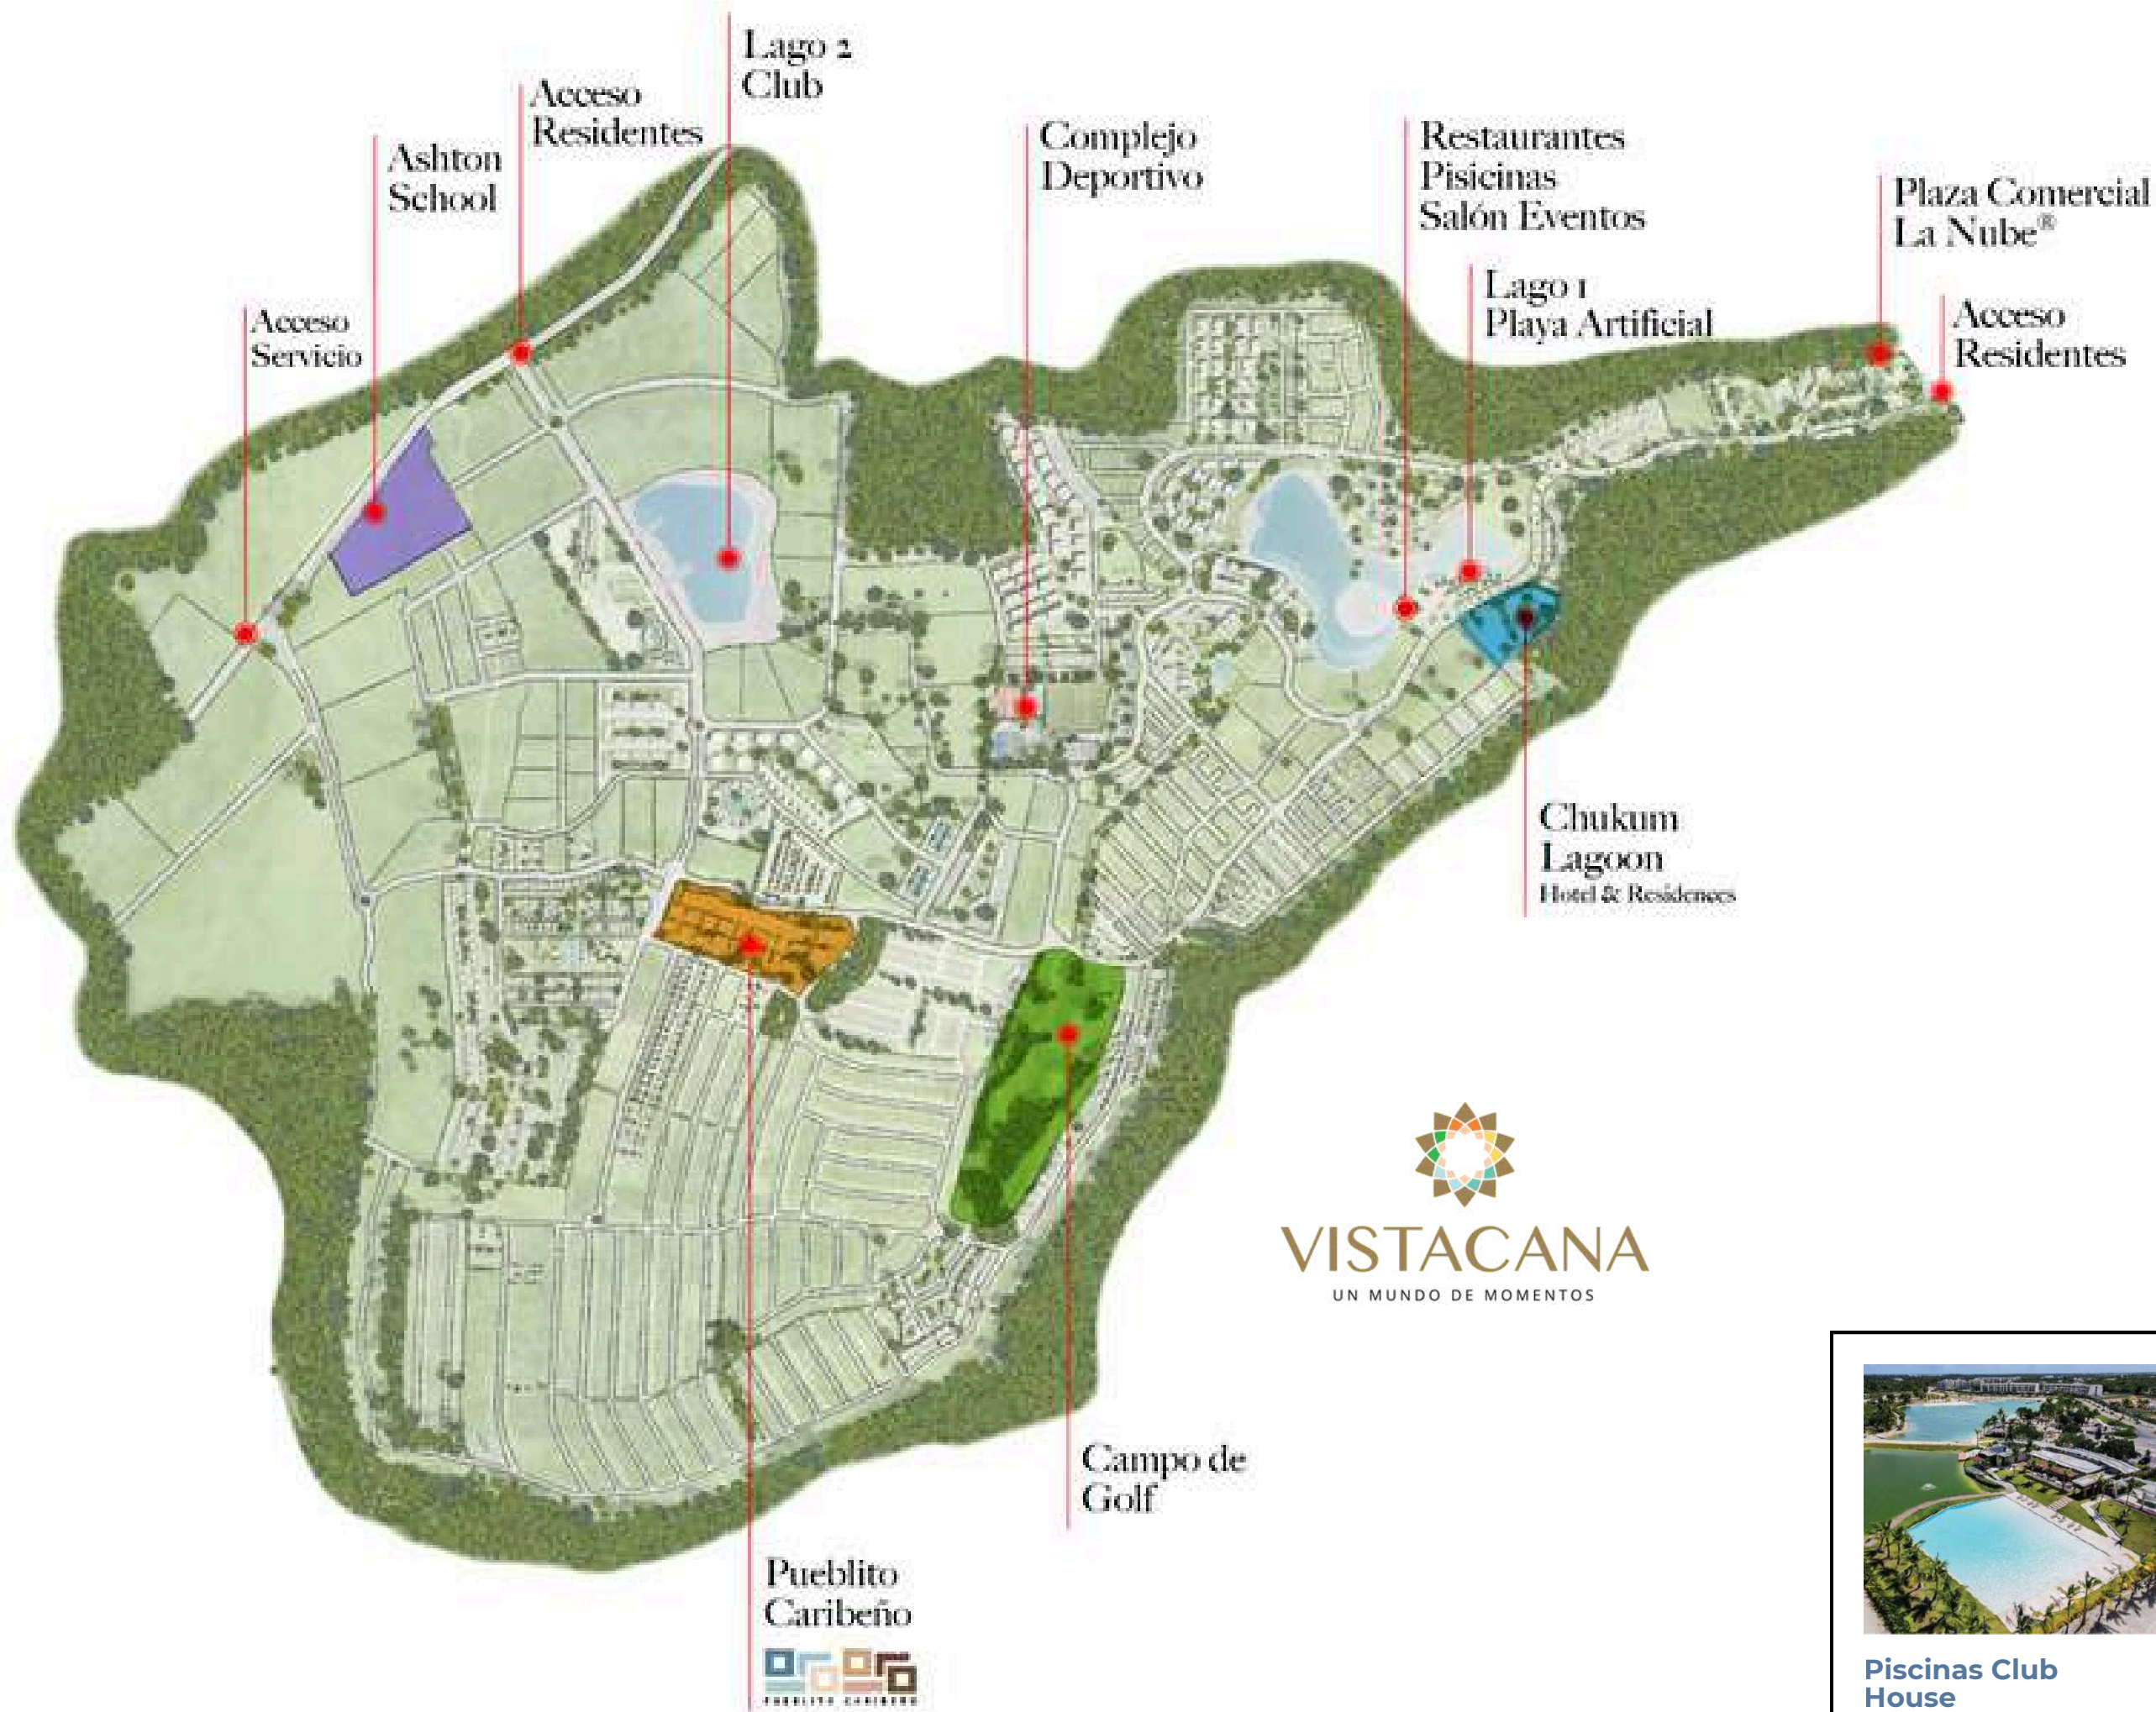 Lago 2
Club
Acceso
Residentes
Ashton
School
Complejo
Deportivo
Restaurantes
Pisicinas
Salón Eventos
Plaza Comercial
La Nube®
Lago 1
Playa Artificial
Acceso
Residentes
Acceso
Servicio
Chukum
Lagoon
Hotel & Residences
VISTACANA
UN MUNDO DE MOMENTOS
Campo de
Golf
Pueblito
Caribeño
PUEBLITO CARIBEÑO
Piscinas Club
House